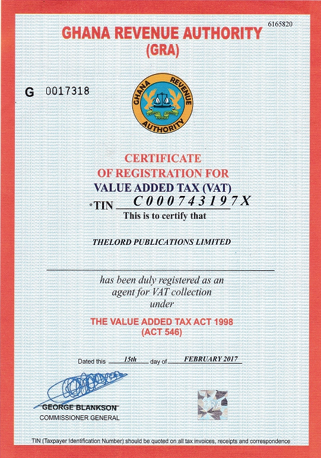 6165820
GHANA REVENUE AUTHORITY
(GRA)
G 0017318
GHANA REVENUE
AUTHORITY
CERTIFICATE
OF REGISTRATION FOR
VALUE ADDED TAX (VAT)
*TIN C000743197X
This is to certify that
THELORD PUBLICATIONS LIMITED
has been duly registered as an
agent for VAT collection
under
THE VALUE ADDED TAX ACT 1998
(ACT 546)
Dated this 15th day of FEBRUARY 2017
GEORGE BLANKSON
COMMISSIONER GENERAL
TIN (Taxpayer Identification Number) should be quoted on all tax invoices, receipts and correspondence